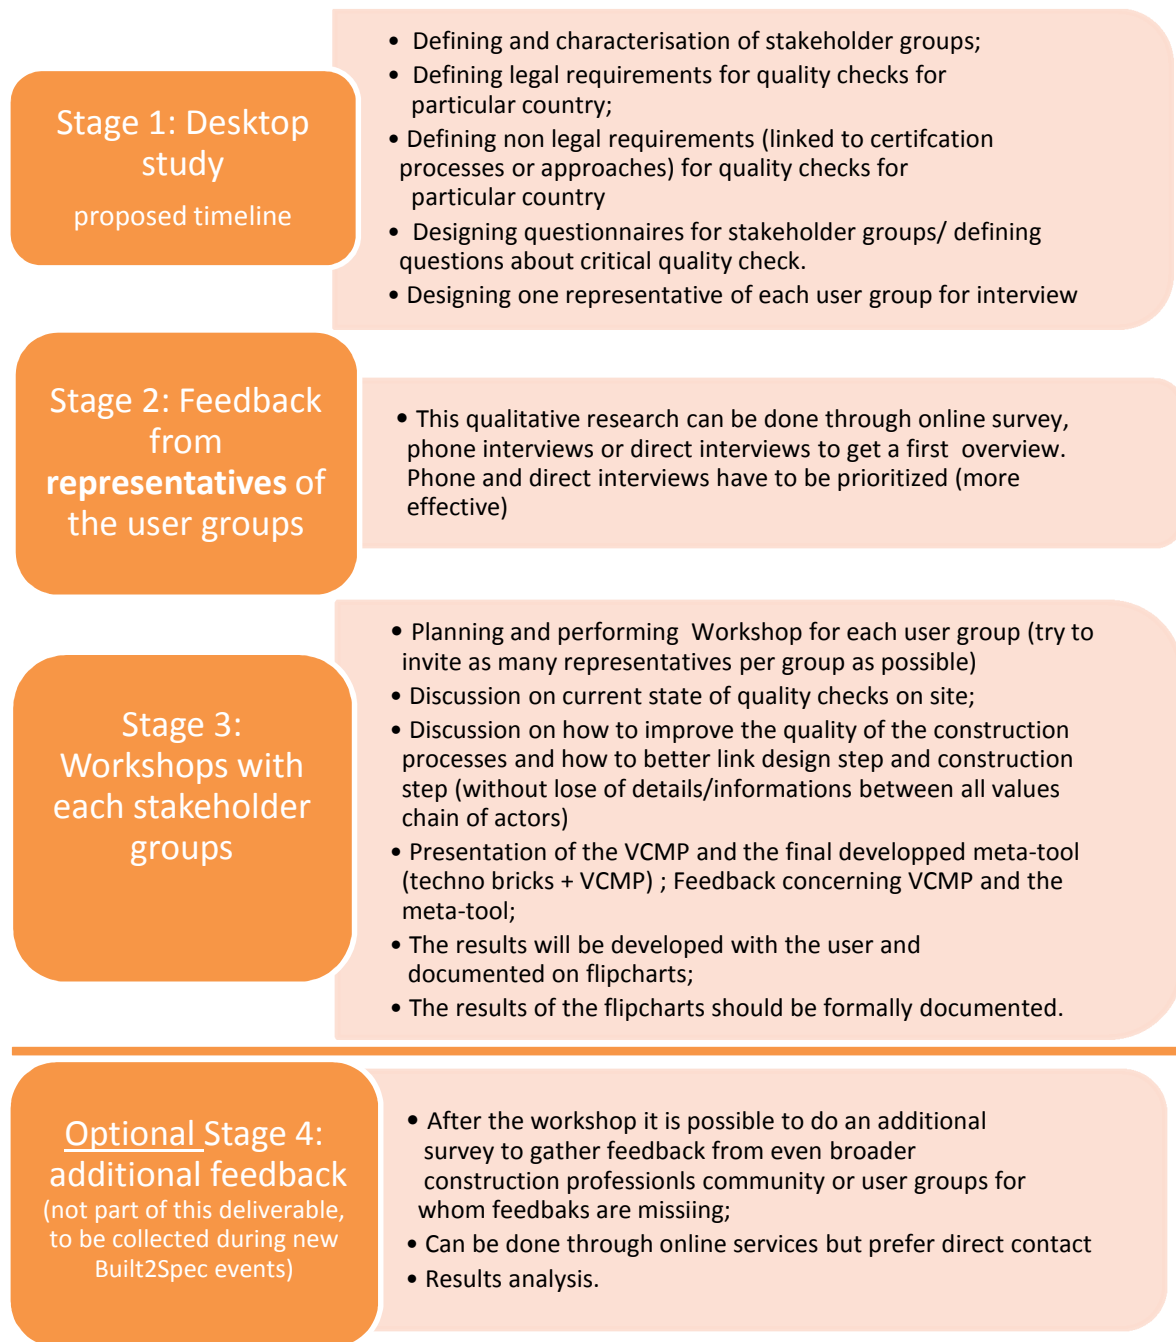 Stage 1: Desktop
study
proposed timeline
• Defining and characterisation of stakeholder groups;
• Defining legal requirements for quality checks for
particular country;
• Defining non legal requirements (linked to certifcation
processes or approaches) for quality checks for
particular country
• Designing questionnaires for stakeholder groups/ defining
questions about critical quality check.
• Designing one representative of each user group for interview
Stage 2: Feedback
from
representatives of
the user groups
• This qualitative research can be done through online survey,
phone interviews or direct interviews to get a first overview.
Phone and direct interviews have to be prioritized (more
effective)
Stage 3:
Workshops with
each stakeholder
groups
• Planning and performing Workshop for each user group (try to
invite as many representatives per group as possible)
• Discussion on current state of quality checks on site;
• Discussion on how to improve the quality of the construction
processes and how to better link design step and construction
step (without lose of details/informations between all values
chain of actors)
• Presentation of the VCMP and the final developped meta-tool
(techno bricks + VCMP) ; Feedback concerning VCMP and the
meta-tool;
• The results will be developed with the user and
documented on flipcharts;
• The results of the flipcharts should be formally documented.
Optional Stage 4:
additional feedback
(not part of this deliverable,
to be collected during new
Built2Spec events)
• After the workshop it is possible to do an additional
survey to gather feedback from even broader
construction professionls community or user groups for
whom feedbaks are missiing;
• Can be done through online services but prefer direct contact
• Results analysis.